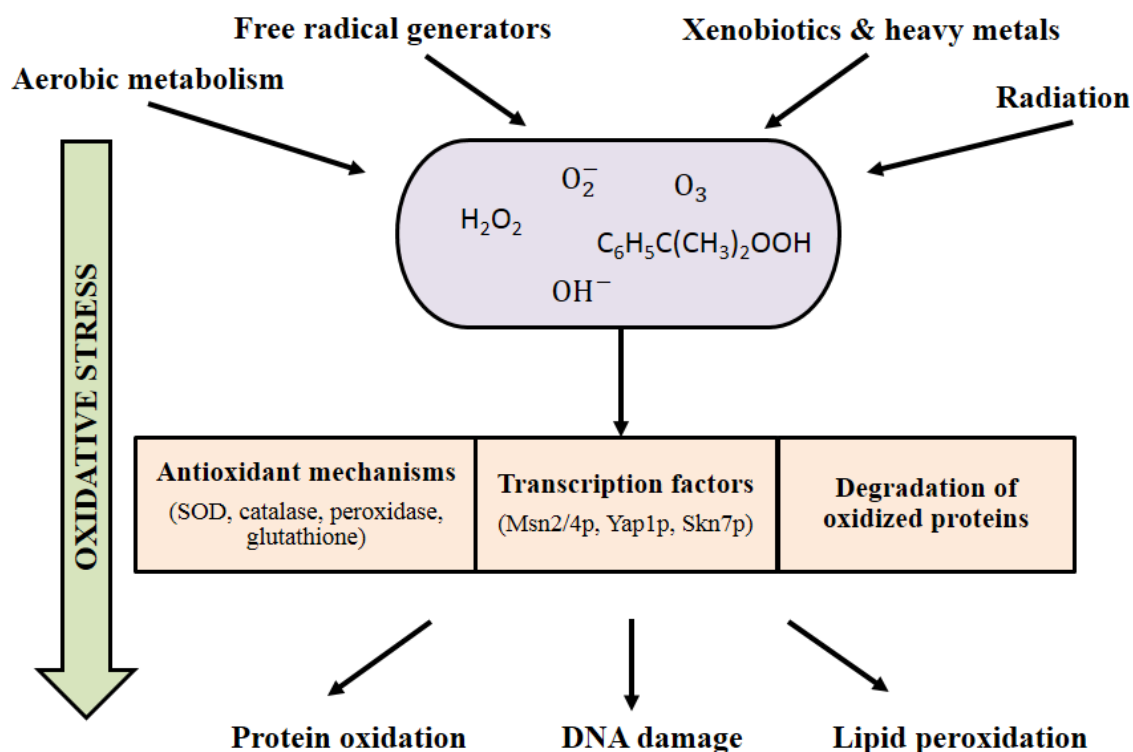 Free radical generators
Xenobiotics & heavy metals
Aerobic metabolism
Radiation
O₂⁻
O₃
H₂O₂
C₆H₅C(CH₃)₂OOH
OH⁻
OXIDATIVE STRESS
Antioxidant mechanisms
(SOD, catalase, peroxidase,
glutathione)
Transcription factors
(Msn2/4p, Yap1p, Skn7p)
Degradation of
oxidized proteins
Protein oxidation
DNA damage
Lipid peroxidation